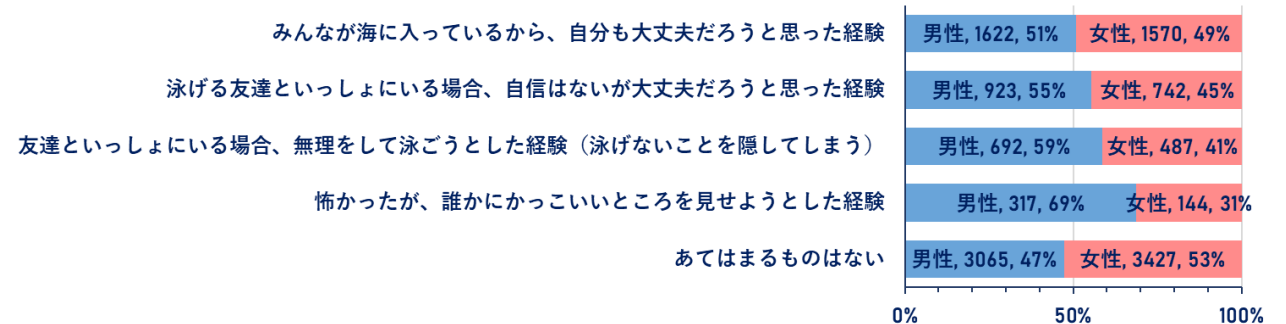 みんなが海に入っているから、自分も大丈夫だろうと思った経験 男性, 1622, 51% 女性, 1570, 49%
泳げる友達といっしょにいる場合、自信はないが大丈夫だろうと思った経験 男性, 923, 55% 女性, 742, 45%
友達といっしょにいる場合、無理をして泳ごうとした経験（泳げないことを隠してしまう） 男性, 692, 59% 女性, 487, 41%
怖かったが、誰かにかっこいいところを見せようとした経験 男性, 317, 69% 女性, 144, 31%
あてはまるものはない 男性, 3065, 47% 女性, 3427, 53%
0% 50% 100%